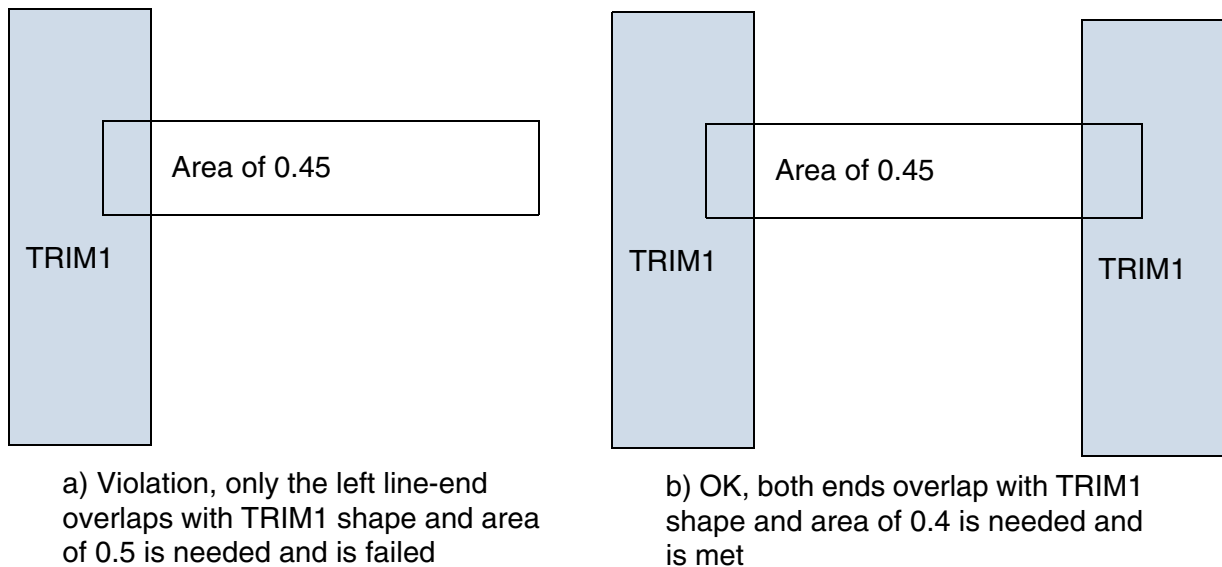 Area of 0.45
TRIM1
a) Violation, only the left line-end
overlaps with TRIM1 shape and area
of 0.5 is needed and is failed
Area of 0.45
TRIM1
TRIM1
b) OK, both ends overlap with TRIM1
shape and area of 0.4 is needed and
is met